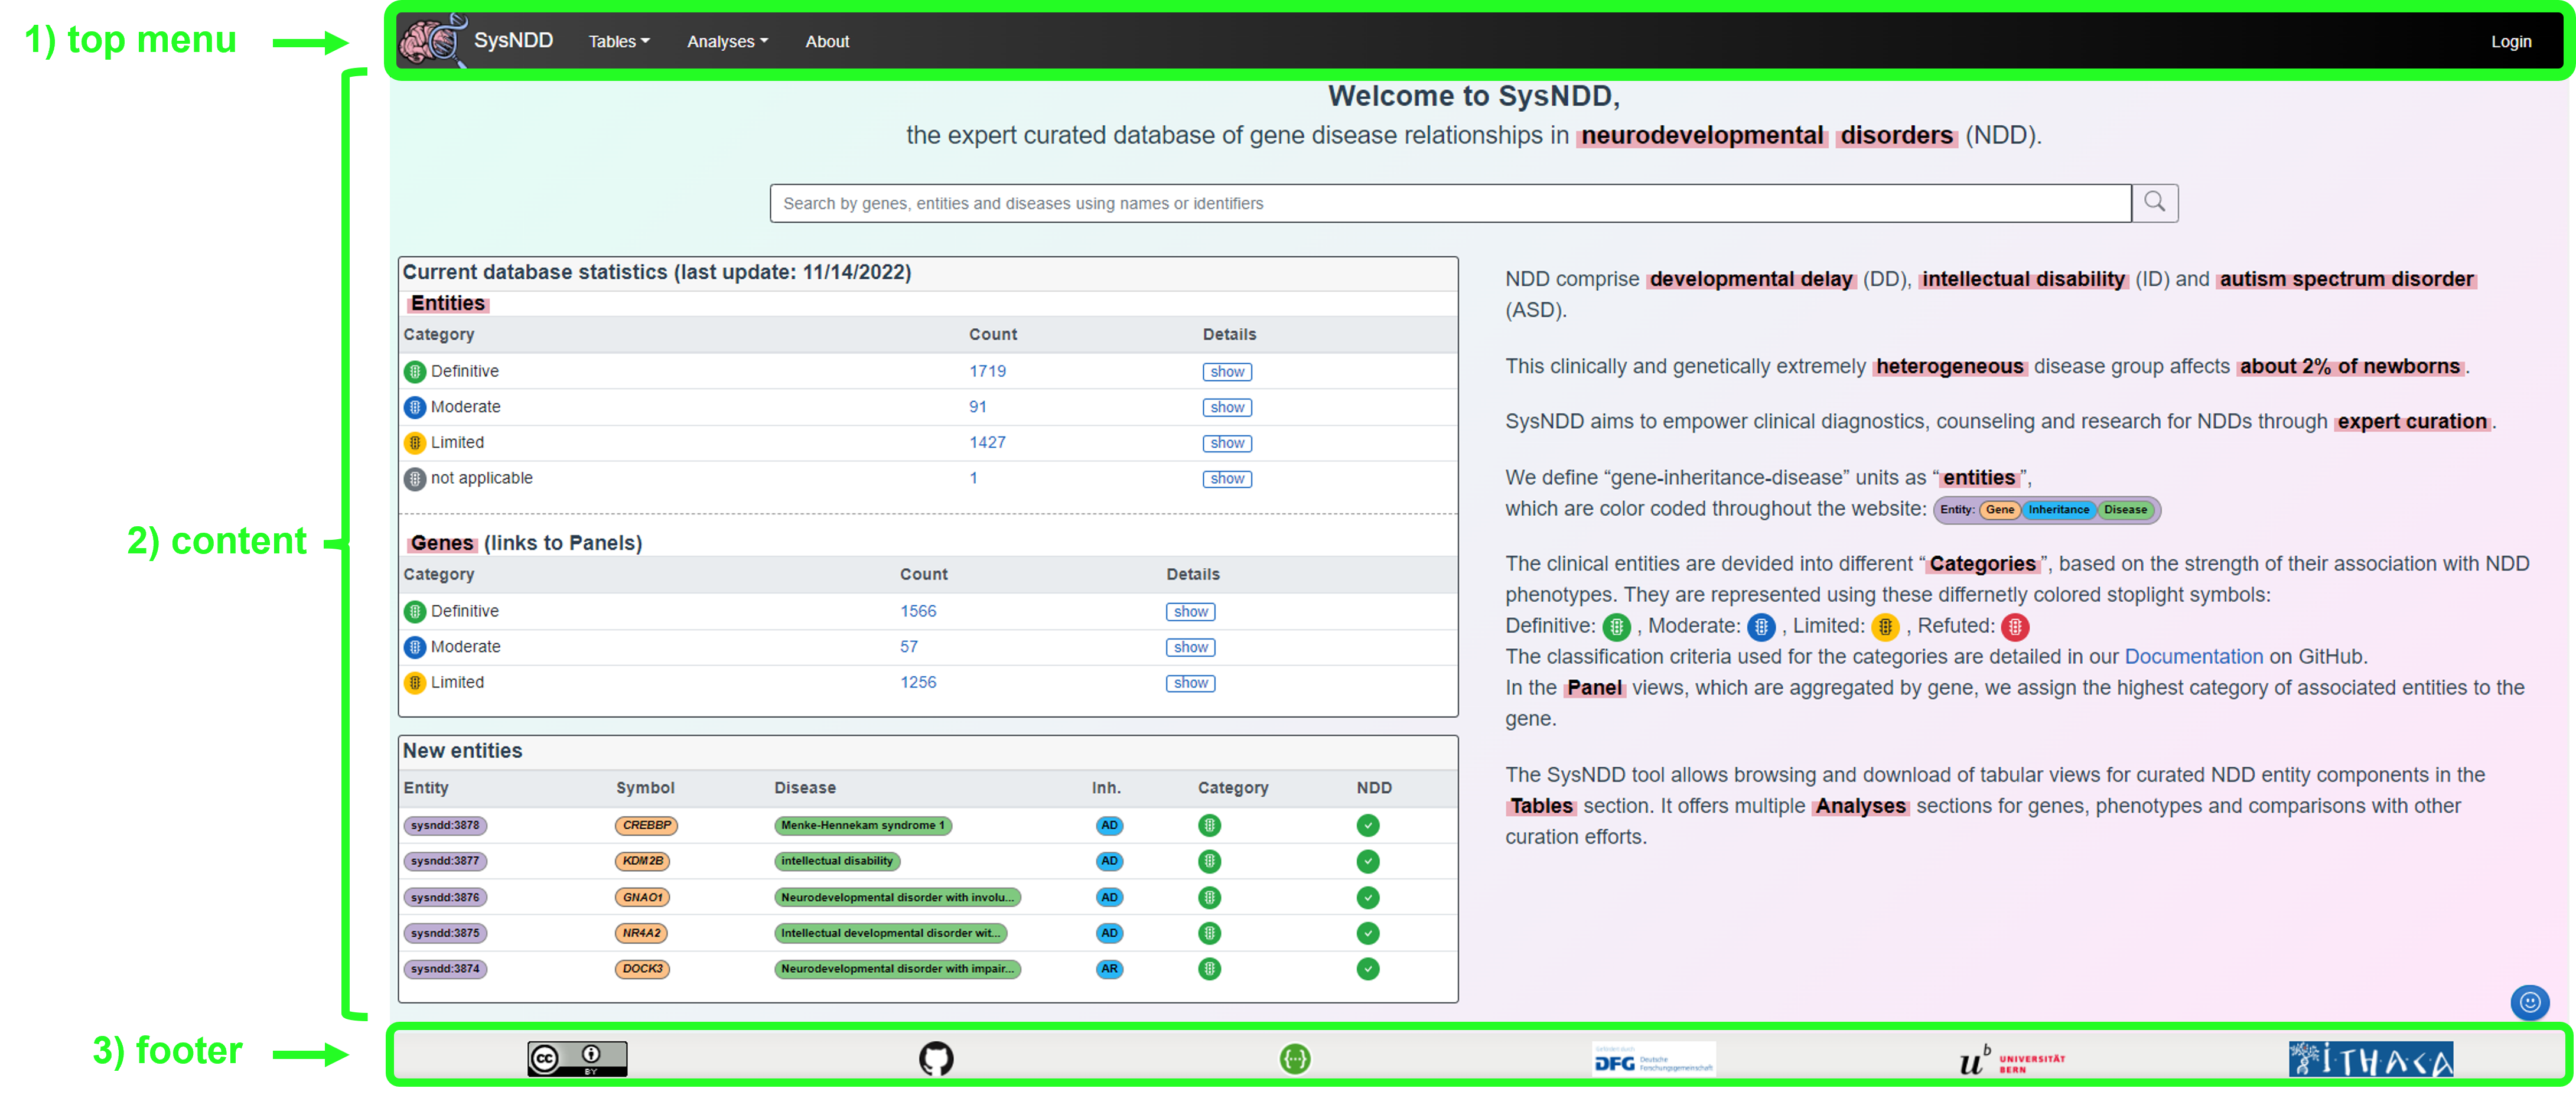 1) top menu
SysNDD Tables Analyses About Login
Welcome to SysNDD,
the expert curated database of gene disease relationships in neurodevelopmental disorders (NDD).
Search by genes, entities and diseases using names or identifiers
2) content
Current database statistics (last update: 11/14/2022)
Entities
Category Count Details
Definitive 1719 show
Moderate 91 show
Limited 1427 show
not applicable 1 show
Genes (links to Panels)
Category Count Details
Definitive 1566 show
Moderate 57 show
Limited 1256 show
New entities
Entity Symbol Disease Inh. Category NDD
sysndd:3878 CREBBP Menke-Hennekam syndrome 1 AD
sysndd:3877 KDM2B intellectual disability AD
sysndd:3876 GNAO1 Neurodevelopmental disorder with involu... AD
sysndd:3875 NR4A2 Intellectual developmental disorder wit... AD
sysndd:3874 DOCK3 Neurodevelopmental disorder with impair... AR
NDD comprise developmental delay (DD), intellectual disability (ID) and autism spectrum disorder
(ASD).
This clinically and genetically extremely heterogeneous disease group affects about 2% of newborns.
SysNDD aims to empower clinical diagnostics, counseling and research for NDDs through expert curation.
We define “gene-inheritance-disease” units as “entities”,
which are color coded throughout the website: Entity: Gene Inheritance Disease
The clinical entities are devided into different “Categories”, based on the strength of their association with NDD
phenotypes. They are represented using these differnetly colored stoplight symbols:
Definitive: , Moderate: , Limited: , Refuted:
The classification criteria used for the categories are detailed in our Documentation on GitHub.
In the Panel views, which are aggregated by gene, we assign the highest category of associated entities to the
gene.
The SysNDD tool allows browsing and download of tabular views for curated NDD entity components in the
Tables section. It offers multiple Analyses sections for genes, phenotypes and comparisons with other
curation efforts.
3) footer
cc BY
{...}
Gefördert durch
DFG Deutsche
Forschungsgemeinschaft
u b UNIVERSITÄT
BERN
ITHACA